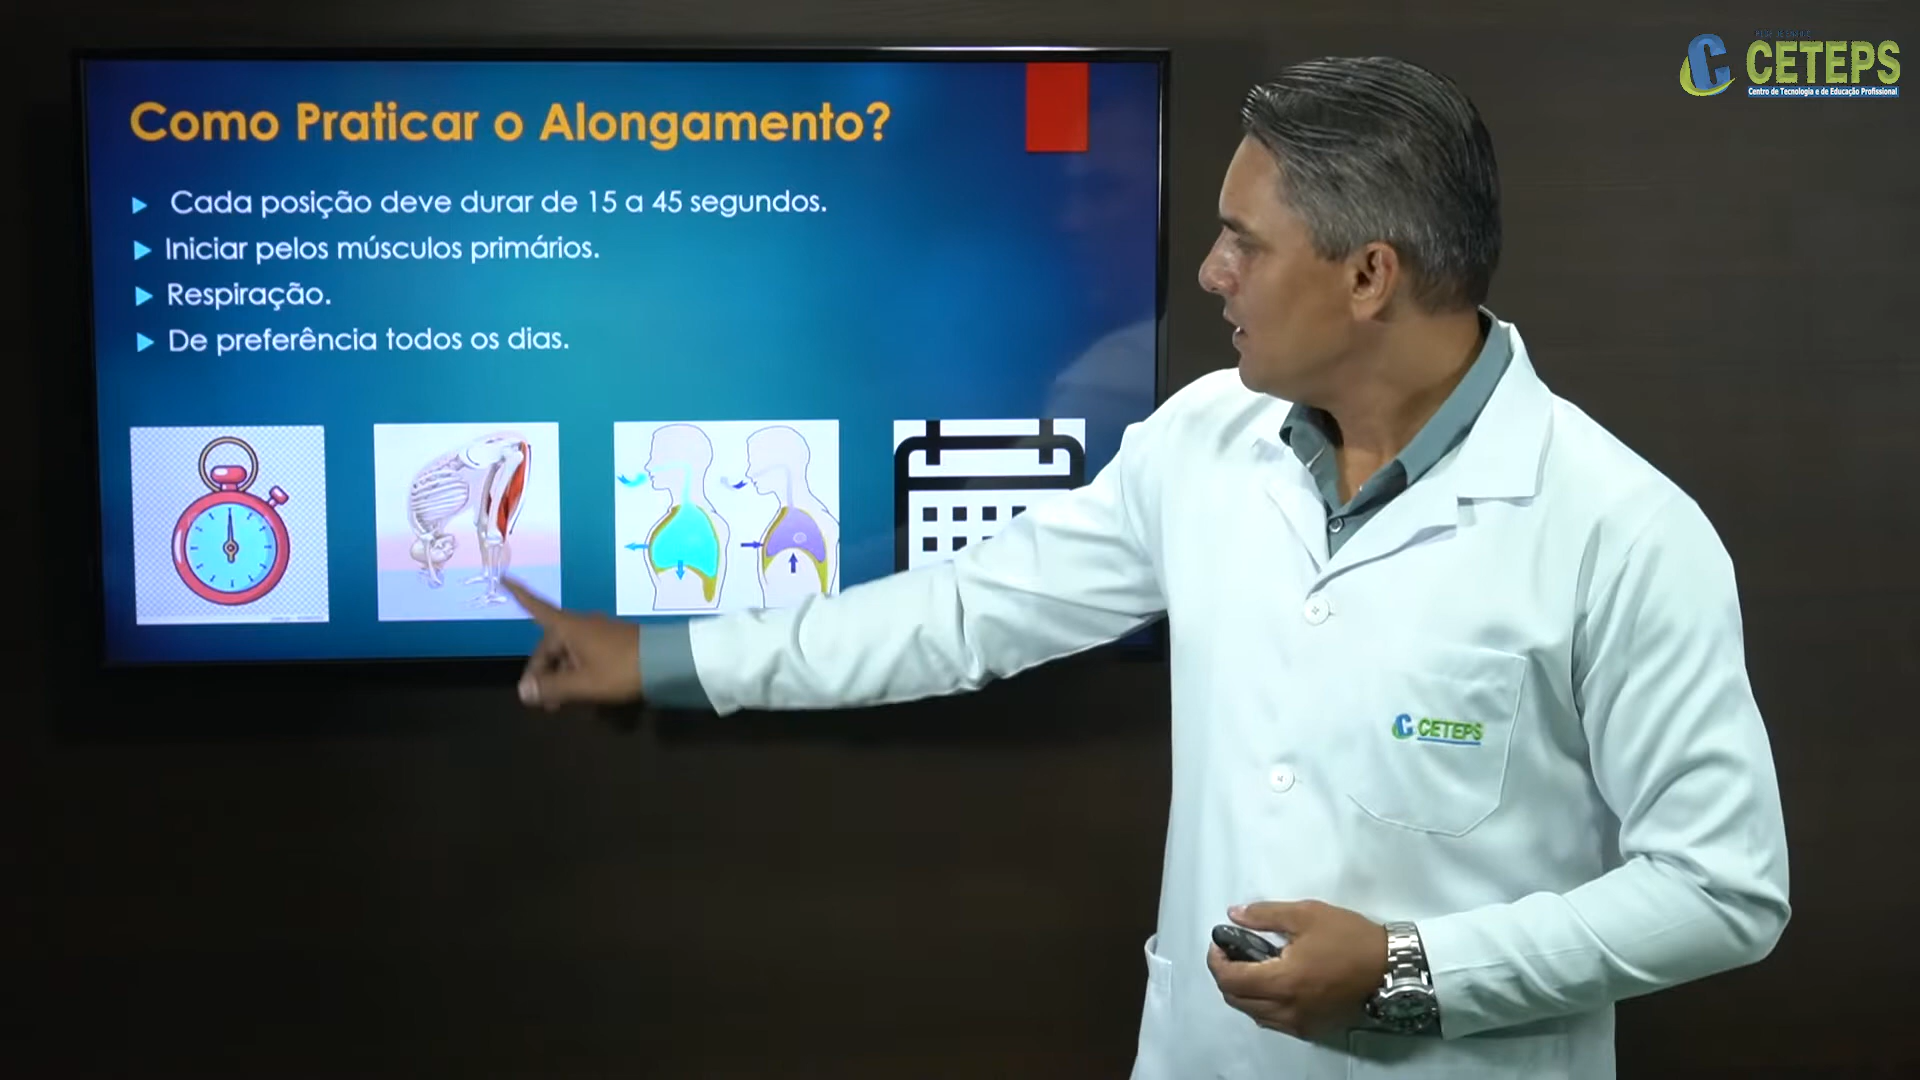 Como Praticar o Alongamento?
Cada posição deve durar de 15 a 45 segundos.
Iniciar pelos músculos primários.
Respiração.
De preferência todos os dias.
CETEPS
Centro de Tecnologia e de Educação Profissional
CETEPS